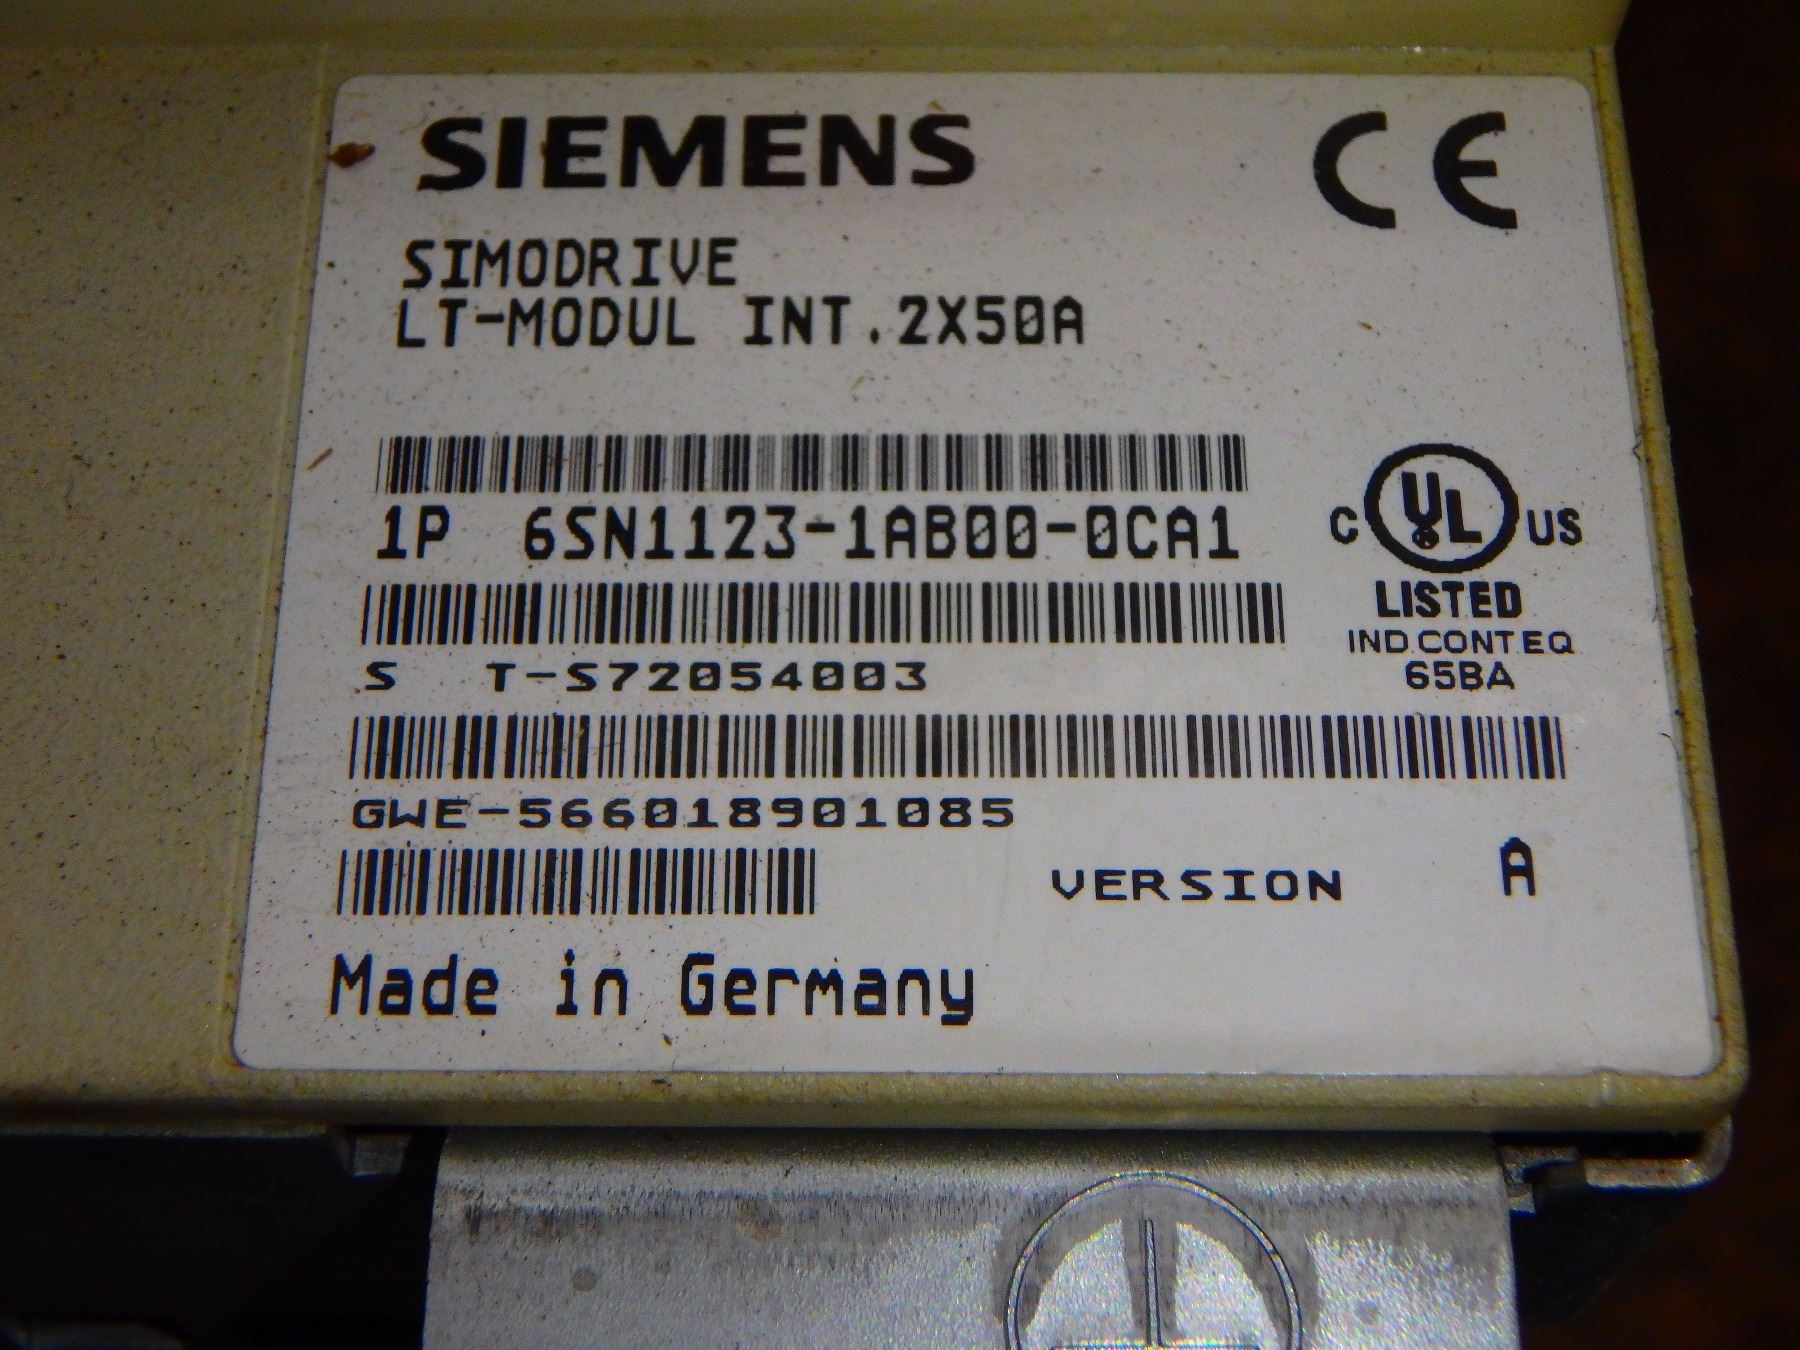 SIEMENS
CE
SIMODRIVE
LT-MODUL INT.2X50A
1P 6SN1123-1AB00-0CA1
C UL US
LISTED
IND.CONT.EQ
65BA
S T-S72054003
GWE-566018901085
VERSION A
Made in Germany